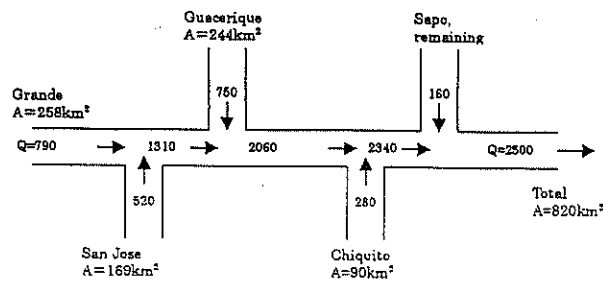 Guacerique
A=244km²
Sapo,
remaining
Grande
A=258km²
750
160
Q=790
1310
2060
2340
Q=2500
520
280
Total
A=820km²
San Jose
A=169km²
Chiquito
A=90km²